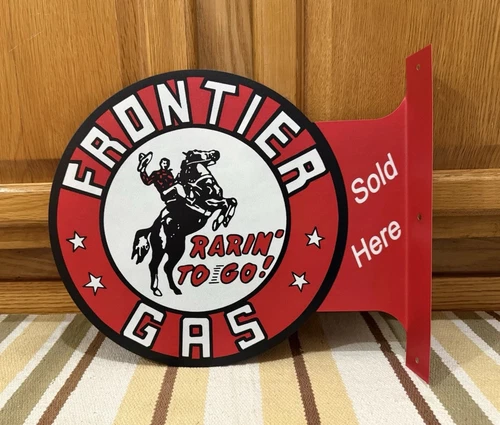 FRONTIER
RARIN'
TO GO!
GAS
Sold
Here